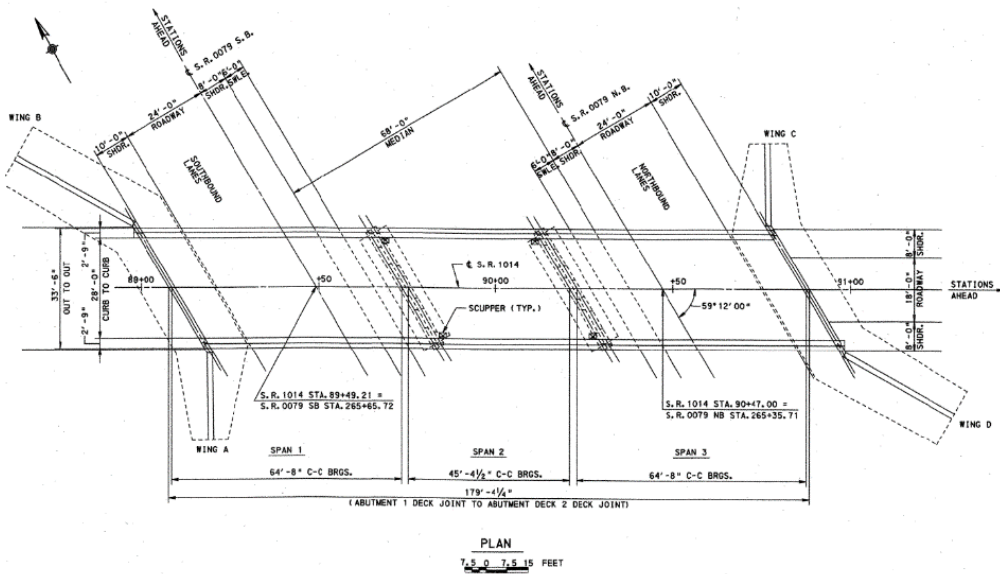 STATIONS AHEAD
℄ S.R.0079 S.B.
8'-0"
SHDR.
6'-0"
SWLE.
24'-0"
ROADWAY
10'-0"
SHDR.
WING B
SOUTHBOUND LANES
68'-0"
MEDIAN
STATIONS AHEAD
℄ S.R.0079 N.B.
10'-0"
SHDR.
24'-0"
ROADWAY
6'-0"
SWLE.
8'-0"
SHDR.
NORTHBOUND LANES
WING C
33'-6"
OUT TO OUT
2'-9"
28'-0"
CURB TO CURB
2'-9"
89+00
+50
℄ S.R.1014
90+00
+50
91+00
STATIONS AHEAD
59°12'00"
SCUPPER (TYP.)
8'-0"
SHDR.
18'-0"
ROADWAY
8'-0"
SHDR.
S.R.1014 STA.89+49.21 =
S.R.0079 SB STA.265+65.72
S.R.1014 STA.90+47.00 =
S.R.0079 NB STA.265+35.71
WING A
WING D
SPAN 1
SPAN 2
SPAN 3
64'-8" C-C BRGS.
45'-4½" C-C BRGS.
64'-8" C-C BRGS.
179'-4¼"
(ABUTMENT 1 DECK JOINT TO ABUTMENT DECK 2 DECK JOINT)
PLAN
7.5 0 7.5 15 FEET